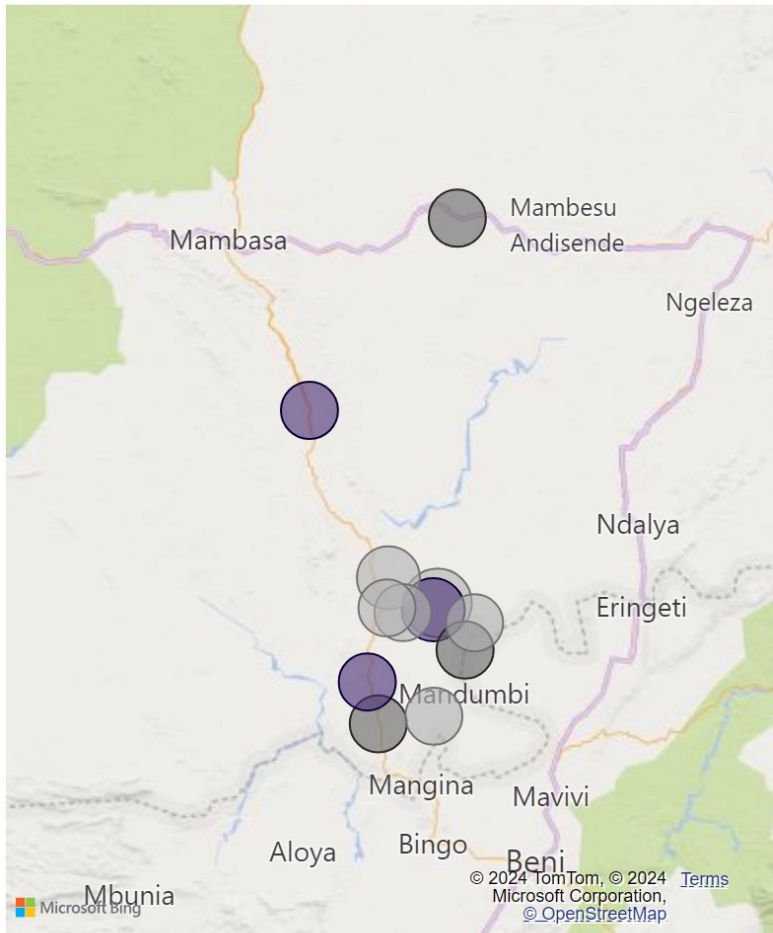 Mambesu
Andisende
Mambasa
Ngeleza
Ndalya
Eringeti
Mandumbi
Mangina
Mavivi
Bingo
Aloya
Beni
Mbunia
Microsoft Bing
© 2024 TomTom, © 2024 Terms
Microsoft Corporation,
© OpenStreetMap